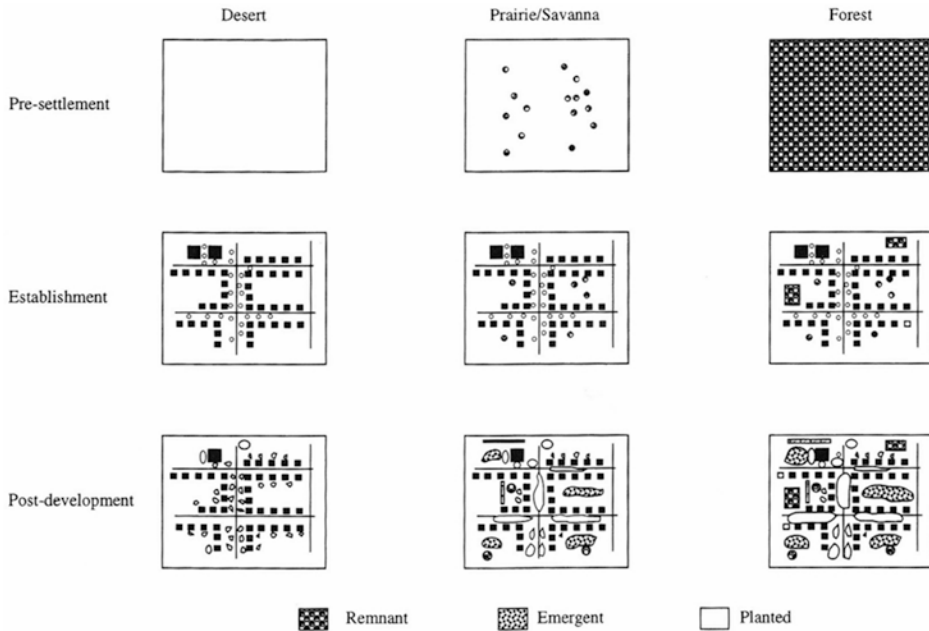 Desert Prairie/Savanna Forest
Pre-settlement
Establishment
Post-development
Remnant Emergent Planted